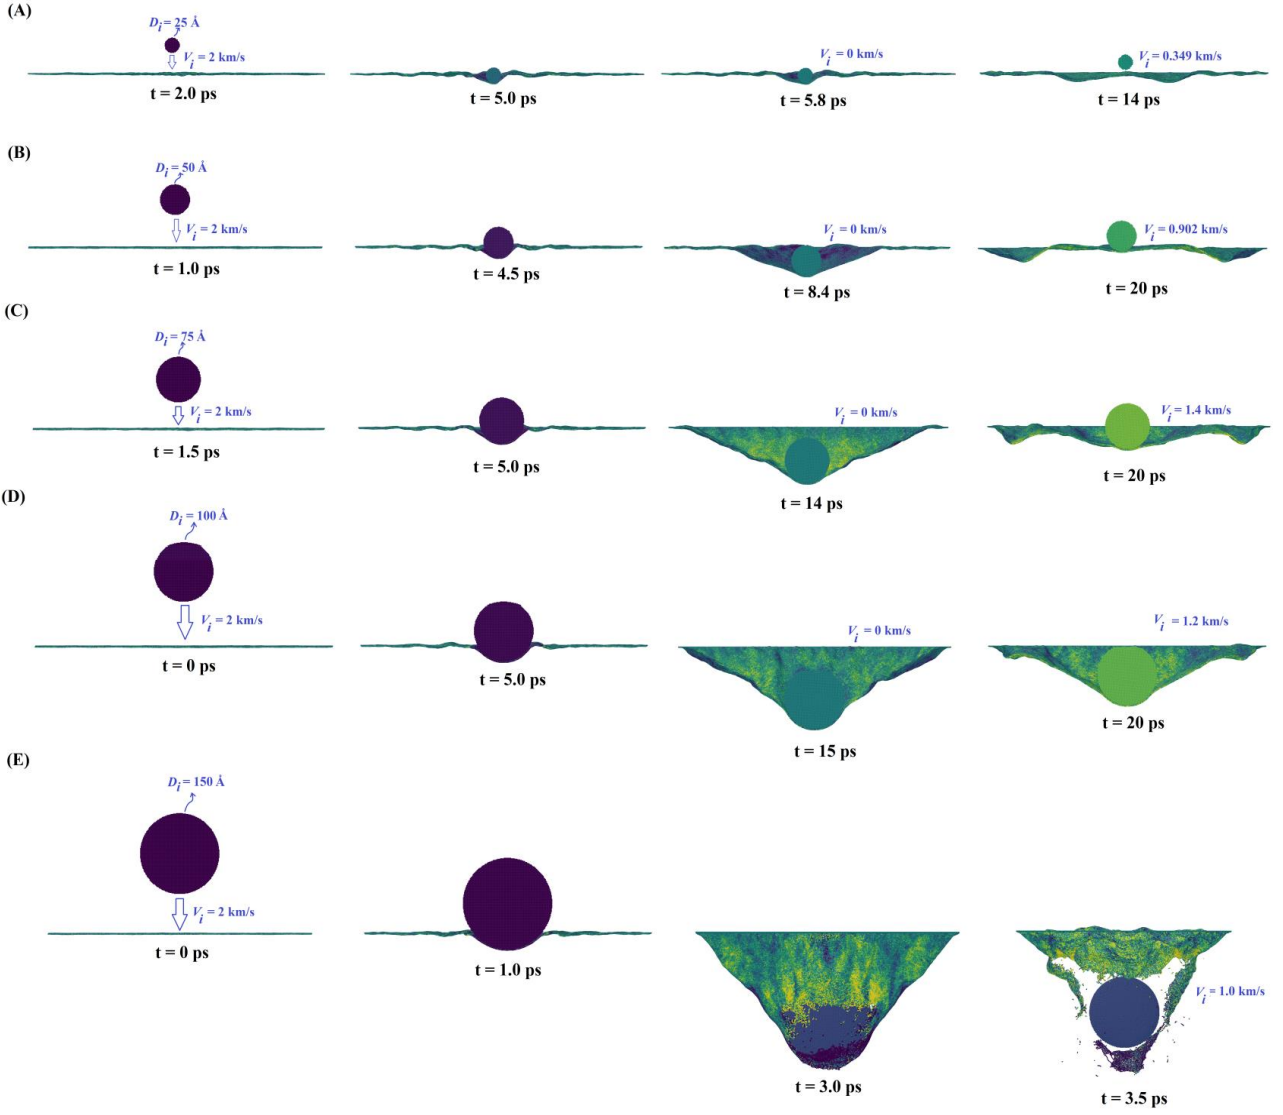 (A)
D_i = 25 Å
V_i = 2 km/s
t = 2.0 ps
t = 5.0 ps
V_i = 0 km/s
t = 5.8 ps
V_i = 0.349 km/s
t = 14 ps
(B)
D_i = 50 Å
V_i = 2 km/s
t = 1.0 ps
t = 4.5 ps
V_i = 0 km/s
t = 8.4 ps
V_i = 0.902 km/s
t = 20 ps
(C)
D_i = 75 Å
V_i = 2 km/s
t = 1.5 ps
t = 5.0 ps
V_i = 0 km/s
t = 14 ps
V_i = 1.4 km/s
t = 20 ps
(D)
D_i = 100 Å
V_i = 2 km/s
t = 0 ps
t = 5.0 ps
V_i = 0 km/s
t = 15 ps
V_i = 1.2 km/s
t = 20 ps
(E)
D_i = 150 Å
V_i = 2 km/s
t = 0 ps
t = 1.0 ps
t = 3.0 ps
V_i = 1.0 km/s
t = 3.5 ps